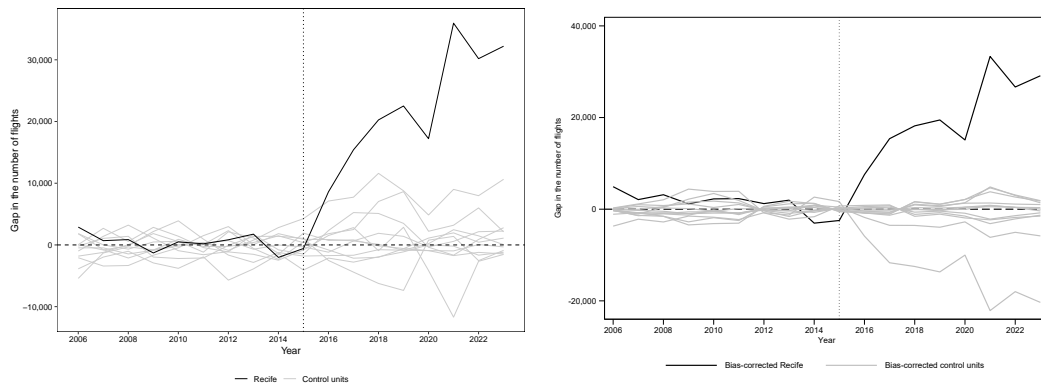 Gap in the number of flights
30,000
20,000
10,000
0
−10,000
2006 2008 2010 2012 2014 2016 2018 2020 2022
Year
Recife Control units
Gap in the number of flights
40,000
20,000
0
-20,000
2006 2008 2010 2012 2014 2016 2018 2020 2022
Year
Bias-corrected Recife Bias-corrected control units